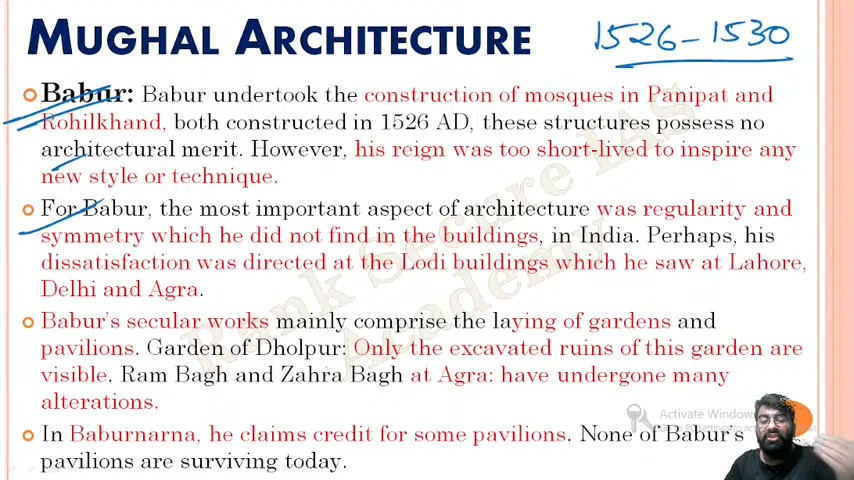 MUGHAL ARCHITECTURE
1526-1530
Babur: Babur undertook the construction of mosques in Panipat and
Rohilkhand, both constructed in 1526 AD, these structures possess no
architectural merit. However, his reign was too short-lived to inspire any
new style or technique.
For Babur, the most important aspect of architecture was regularity and
symmetry which he did not find in the buildings, in India. Perhaps, his
dissatisfaction was directed at the Lodi buildings which he saw at Lahore,
Delhi and Agra.
Babur's secular works mainly comprise the laying of gardens and
pavilions. Garden of Dholpur: Only the excavated ruins of this garden are
visible. Ram Bagh and Zahra Bagh at Agra: have undergone many
alterations.
In Baburnarna, he claims credit for some pavilions. None of Babur's
pavilions are surviving today.
Rank Secure IAS
Academy
Activate Window